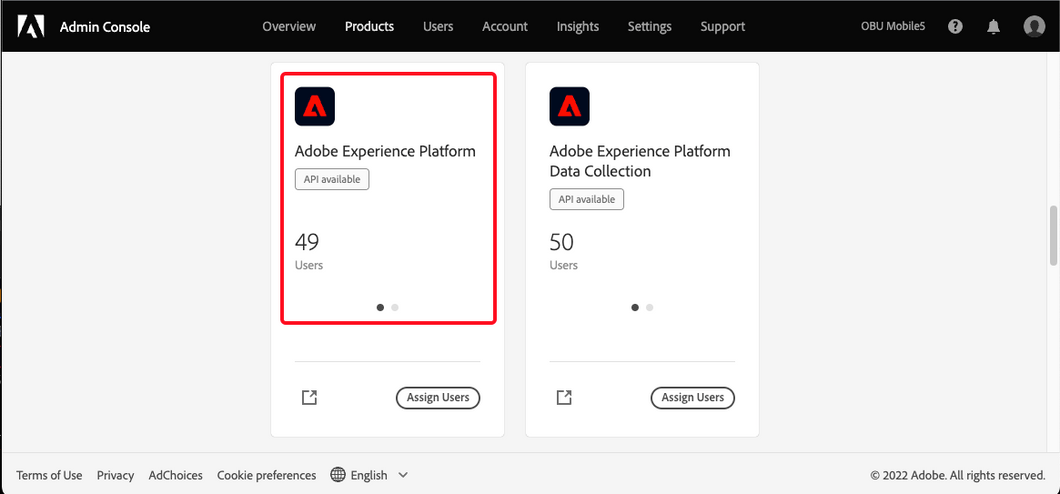 Admin Console
Overview Products Users Account Insights Settings Support
OBU Mobile5
?
Adobe Experience Platform
API available
49
Users
Assign Users
Adobe Experience Platform
Data Collection
API available
50
Users
Assign Users
Terms of Use Privacy AdChoices Cookie preferences English
© 2022 Adobe. All rights reserved.